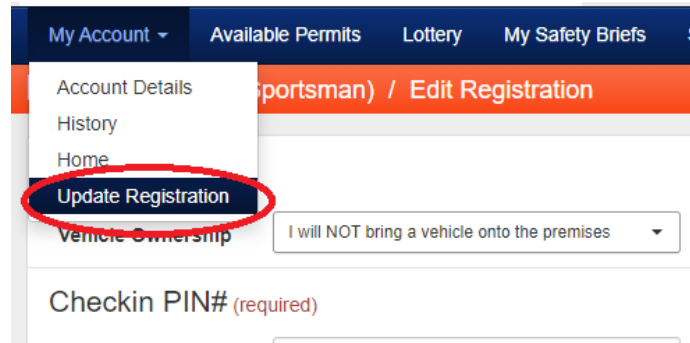 My Account Available Permits Lottery My Safety Briefs
Account Details
Sportsman) / Edit Registration
History
Home
Update Registration
Vehicle Ownership I will NOT bring a vehicle onto the premises
Checkin PIN# (required)